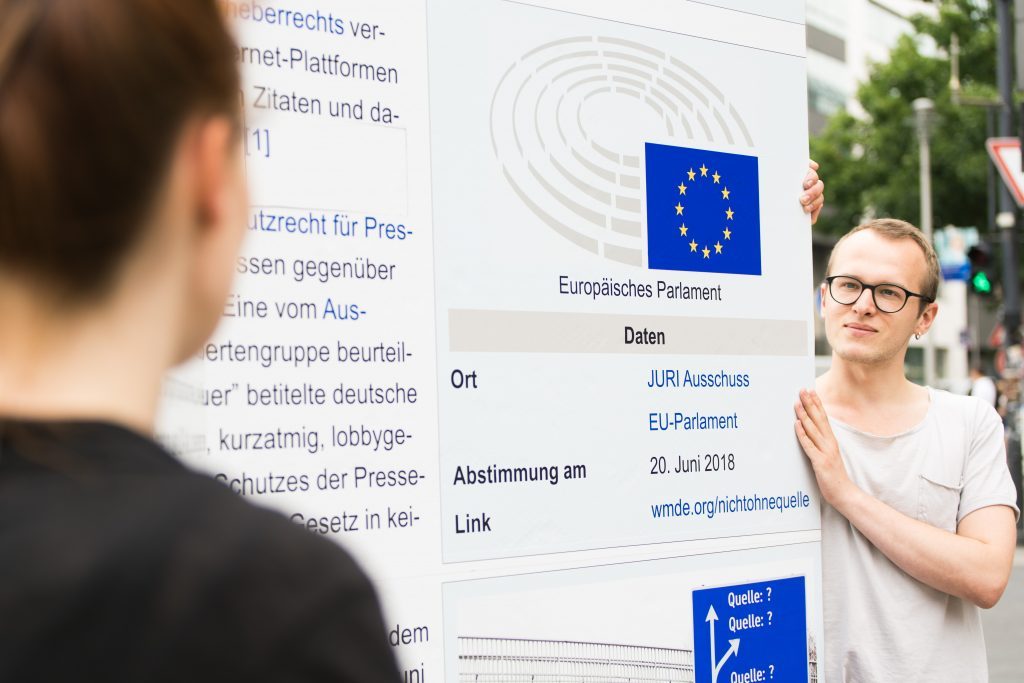 eberrechts ver-
rnet-Plattformen
Zitaten und da-
[1]
utzrecht für Pres-
ssen gegenüber
Eine vom Aus-
ertengruppe beurteil-
uer” betitelte deutsche
, kurzatmig, lobbyge-
Schutzes der Presse-
Gesetz in kei-
dem
uni
Europäisches Parlament
Daten
Ort JURI Ausschuss
EU-Parlament
Abstimmung am 20. Juni 2018
Link wmde.org/nichtohnequelle
Quelle: ?
Quelle: ?
Quelle: ?